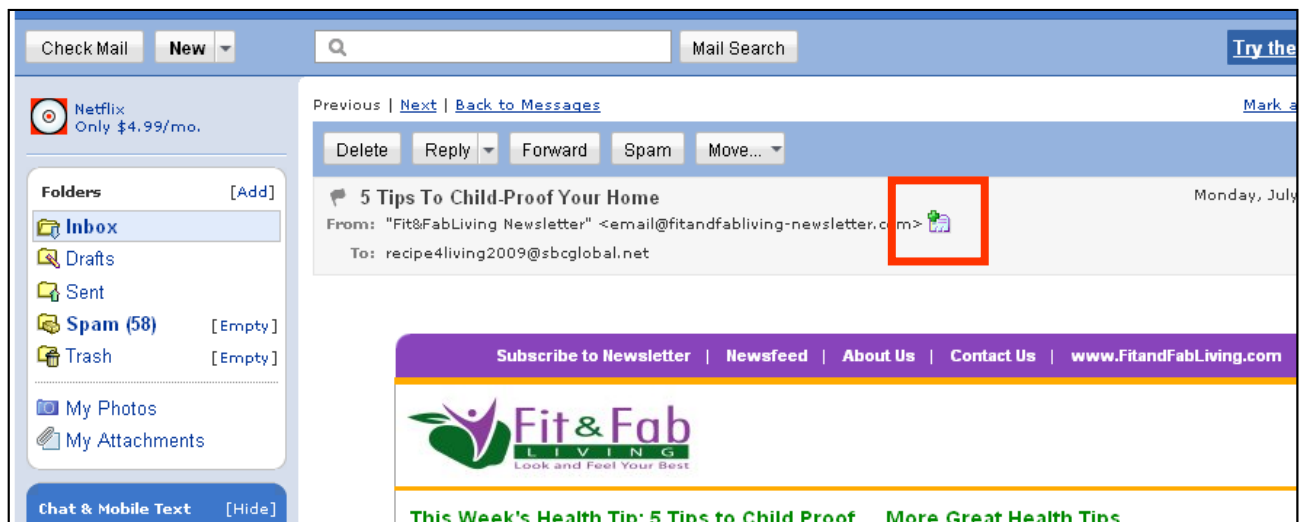 Check Mail New Mail Search Try the
Netflix
Only $4.99/mo.
Previous | Next | Back to Messages Mark a
Delete Reply Forward Spam Move...
Folders [Add]
Inbox
Drafts
Sent
Spam (58) [Empty]
Trash [Empty]
My Photos
My Attachments
Chat & Mobile Text [Hide]
5 Tips To Child-Proof Your Home Monday, July
From: "Fit&FabLiving Newsletter" <email@fitandfabliving-newsletter.com>
To: recipe4living2009@sbcglobal.net
Subscribe to Newsletter | Newsfeed | About Us | Contact Us | www.FitandFabLiving.com
Fit & Fab
LIVING
Look and Feel Your Best
This Week's Health Tip: 5 Tips to Child Proof More Great Health Tips